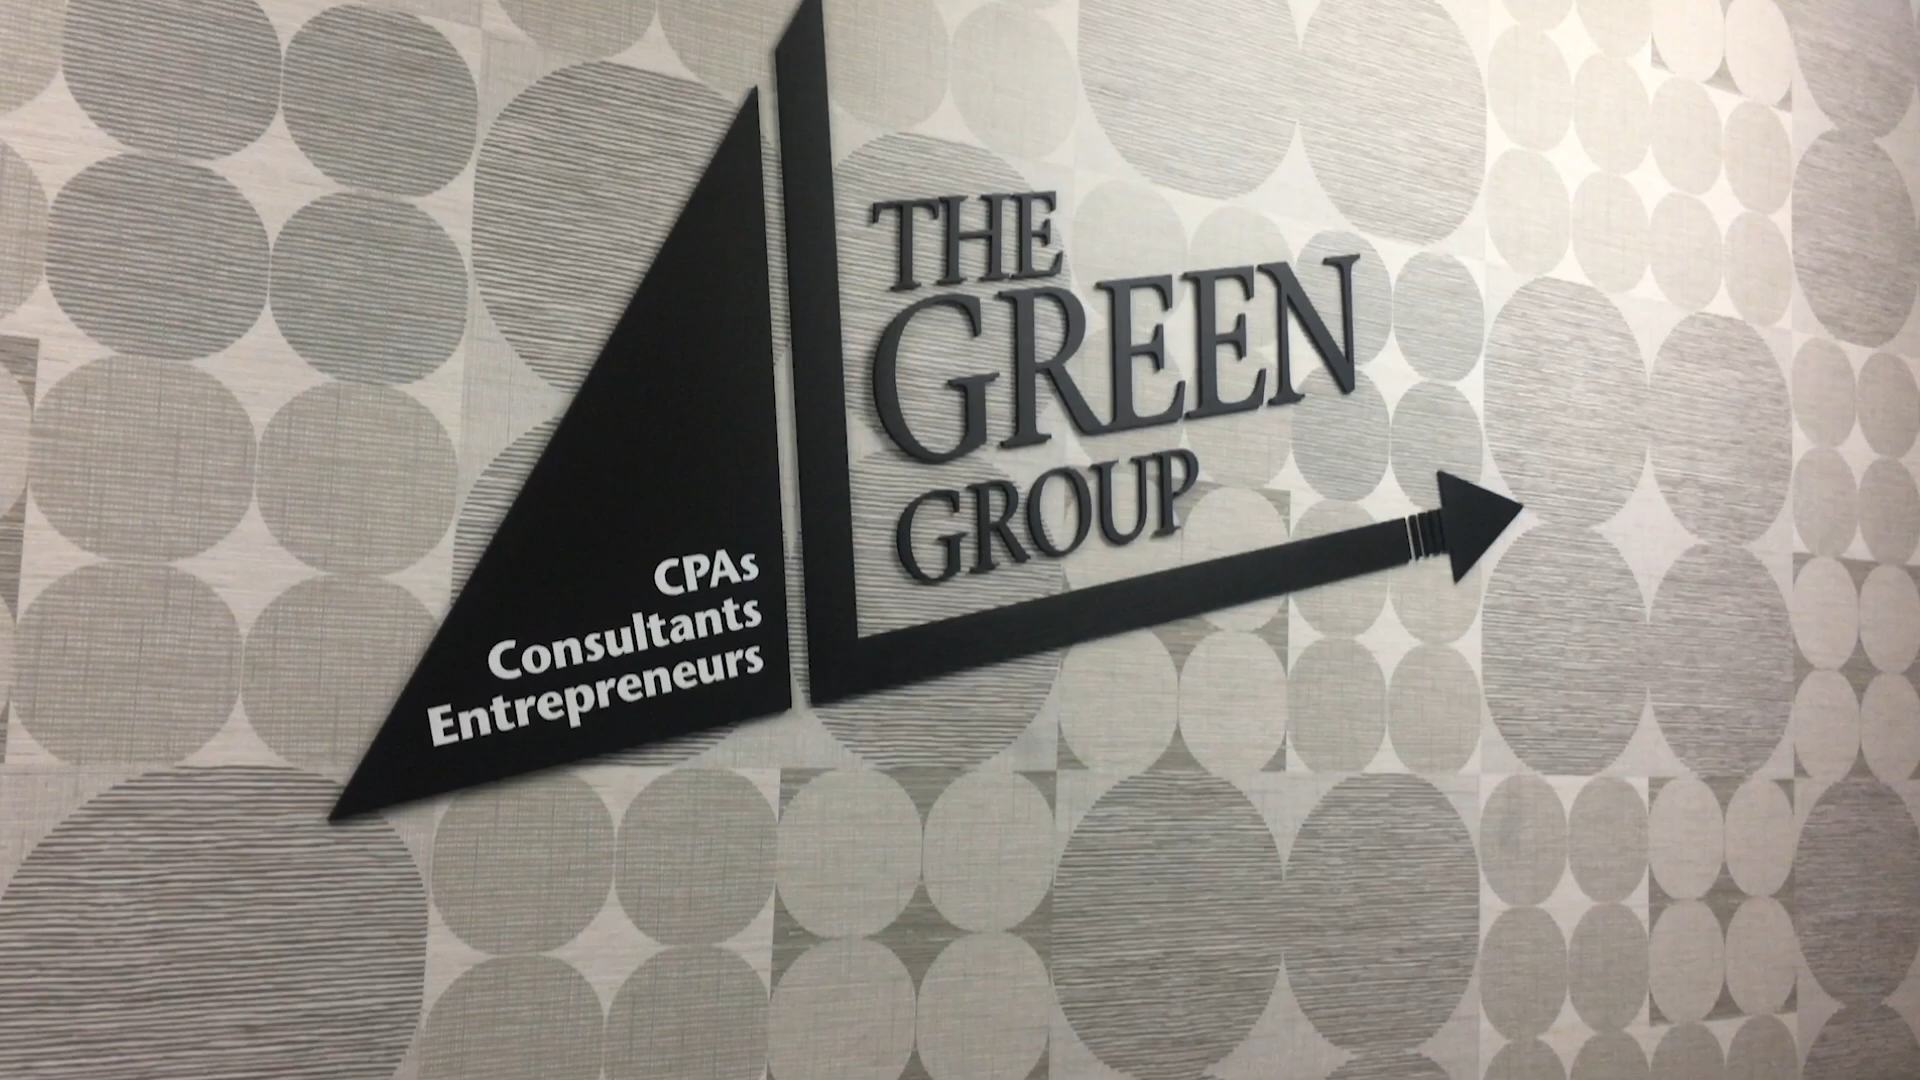 THE
GREEN
GROUP
CPAs
Consultants
Entrepreneurs